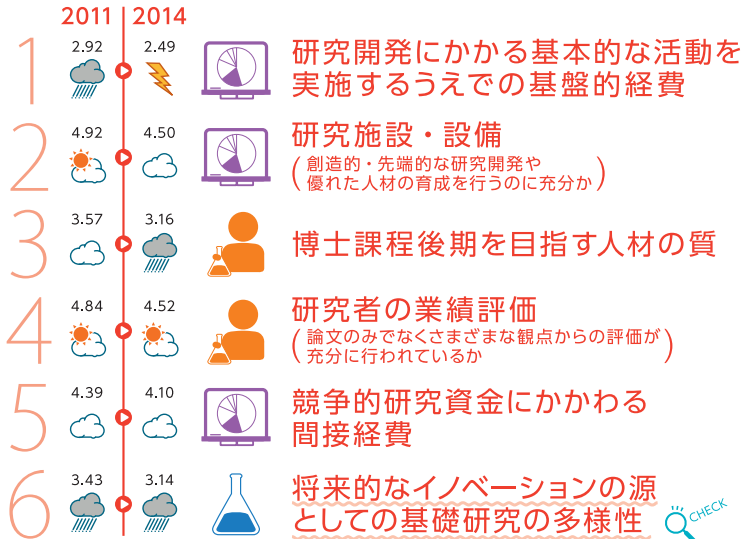 2011 2014
1
2.92 2.49
研究開発にかかる基本的な活動を
実施するうえでの基盤的経費
2
4.92 4.50
研究施設・設備
(創造的・先端的な研究開発や
優れた人材の育成を行うのに充分か)
3
3.57 3.16
博士課程後期を目指す人材の質
4
4.84 4.52
研究者の業績評価
(論文のみでなくさまざまな観点からの評価が
充分に行われているか)
5
4.39 4.10
競争的研究資金にかかわる
間接経費
6
3.43 3.14
将来的なイノベーションの源
としての基礎研究の多様性
CHECK